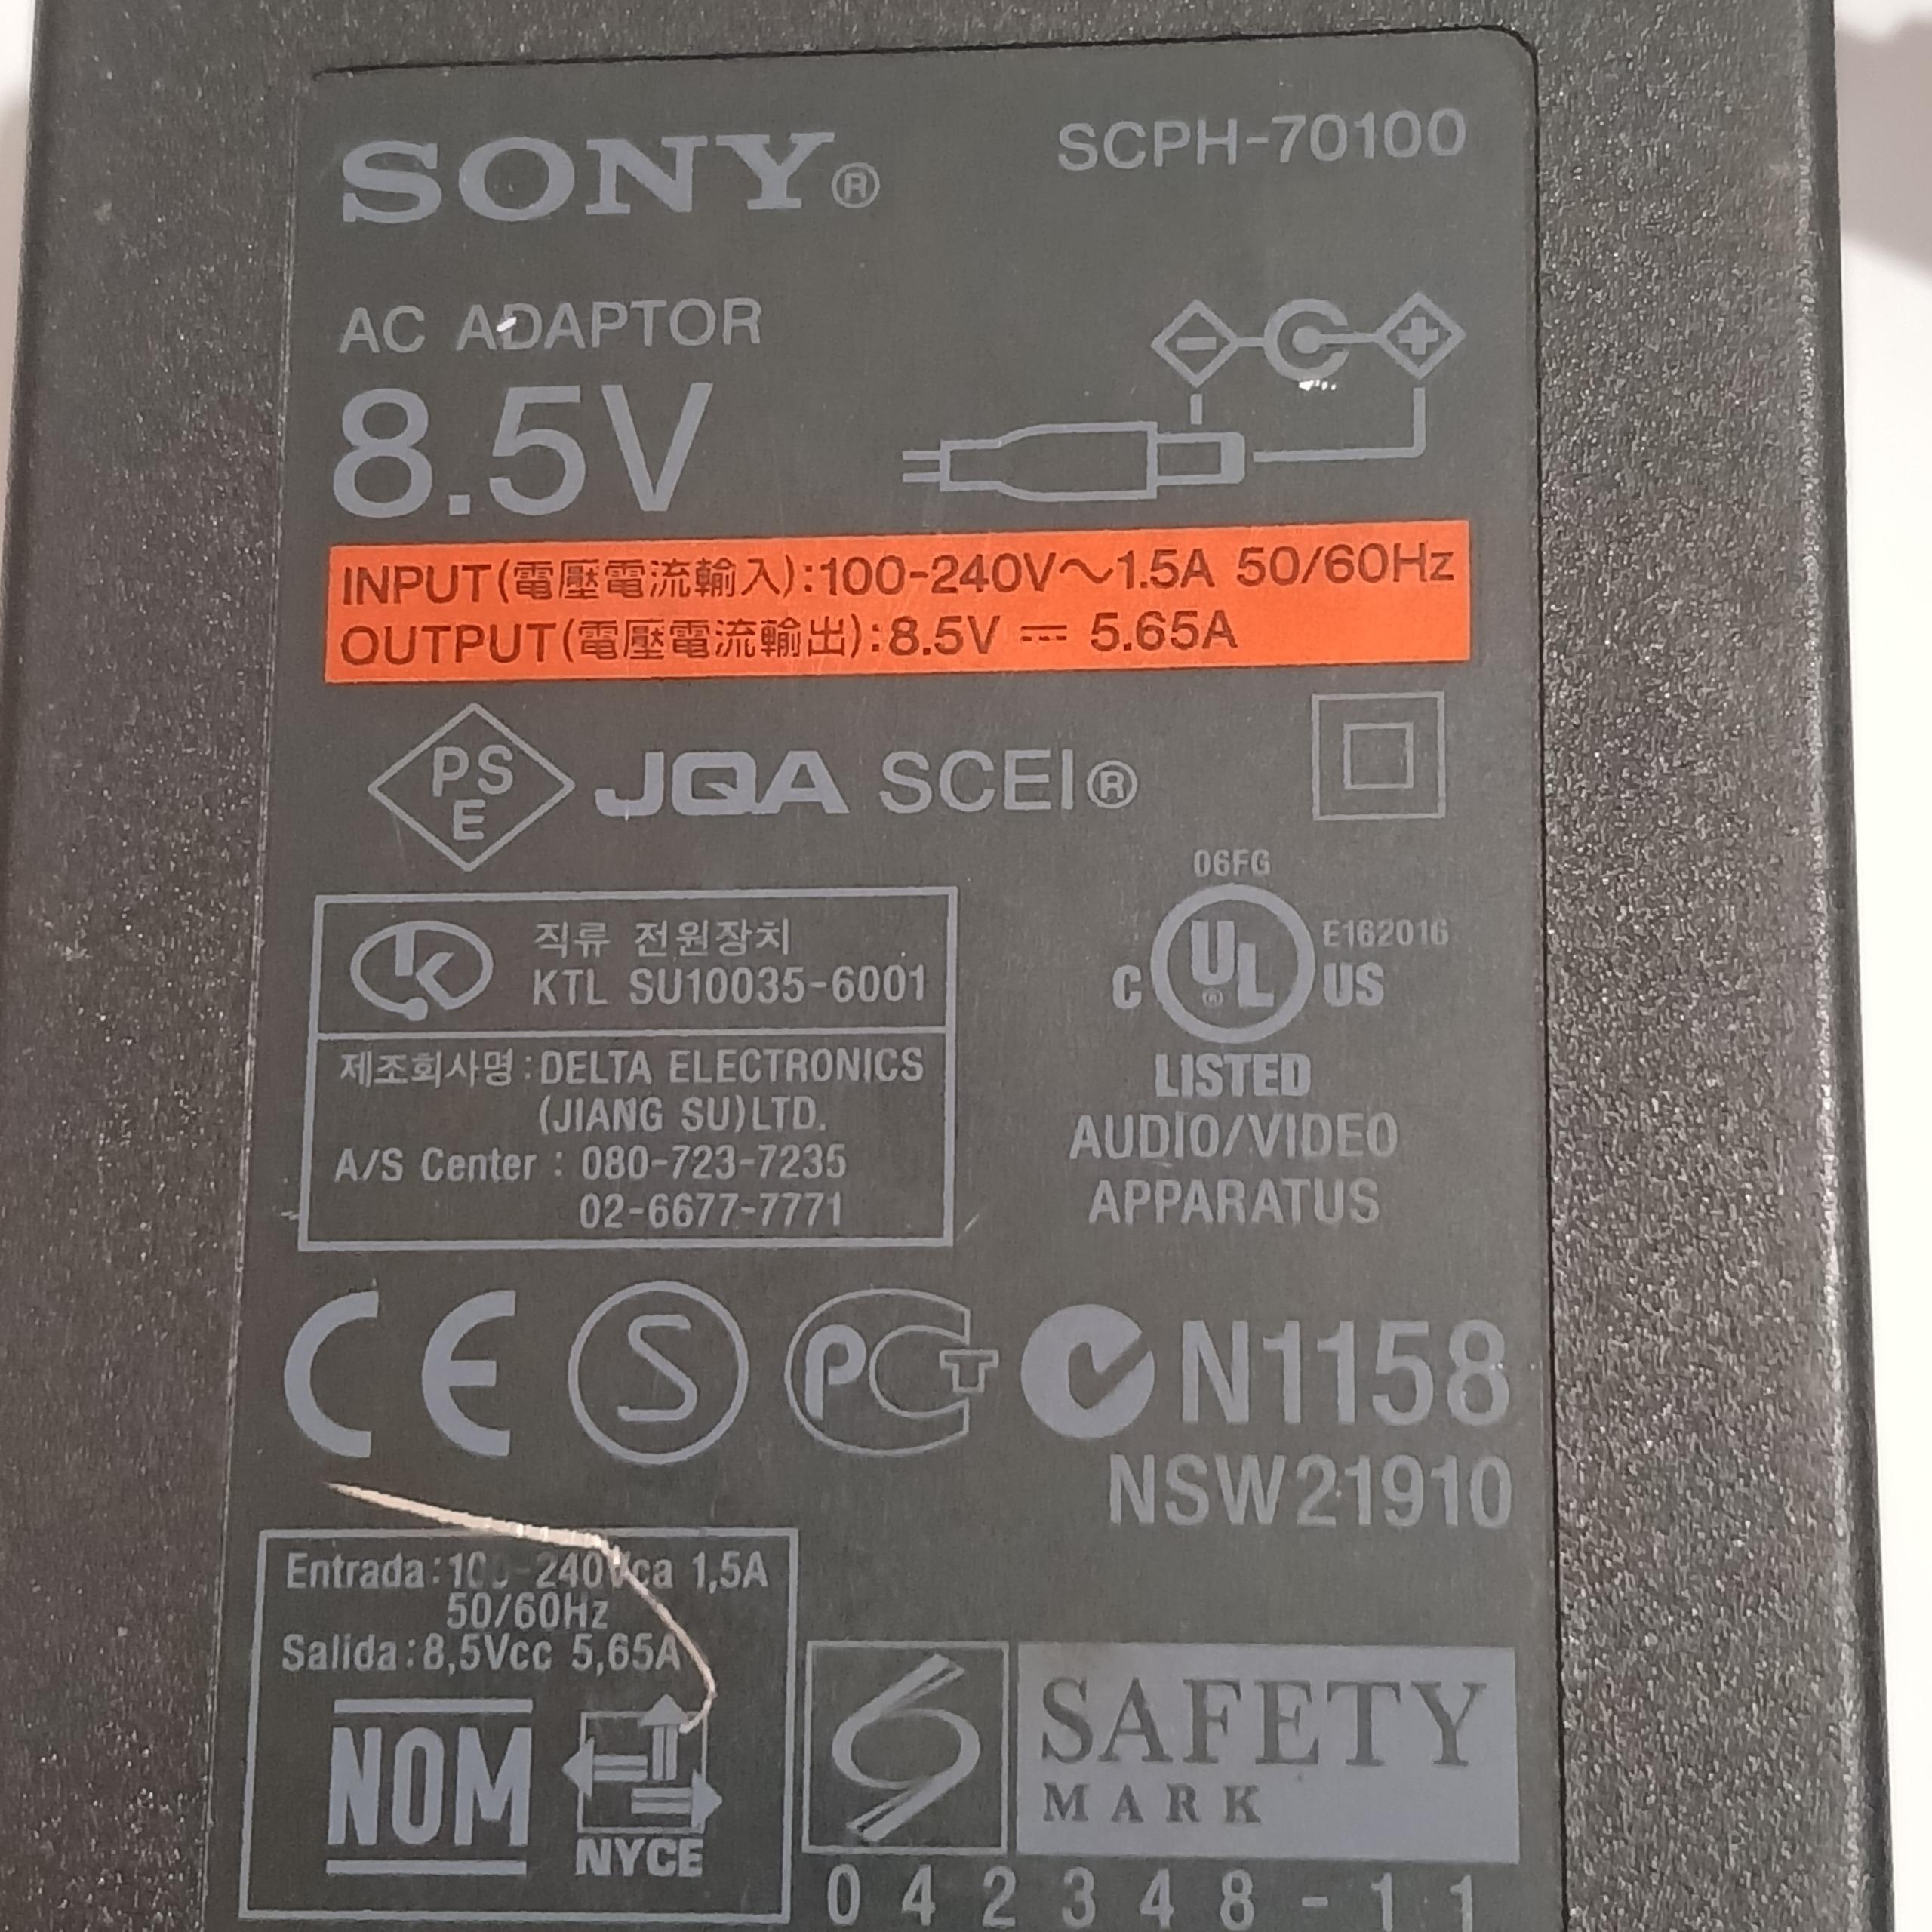 SONY®
SCPH-70100
AC ADAPTOR
8.5V
INPUT(電壓電流輸入):100-240V～1.5A 50/60Hz
OUTPUT(電壓電流輸出):8.5V ⎓ 5.65A
PS
E
JQA SCEI®
06FG
직류 전원장치
KTL SU10035-6001
제조회사명:DELTA ELECTRONICS
(JIANG SU)LTD.
A/S Center : 080-723-7235
02-6677-7771
C UL® US
E162016
LISTED
AUDIO/VIDEO
APPARATUS
CE S PCT N1158
NSW21910
Entrada:100-240Vca 1,5A
50/60Hz
Salida:8,5Vcc 5,65A
NOM
NYCE
SAFETY
MARK
042348-11